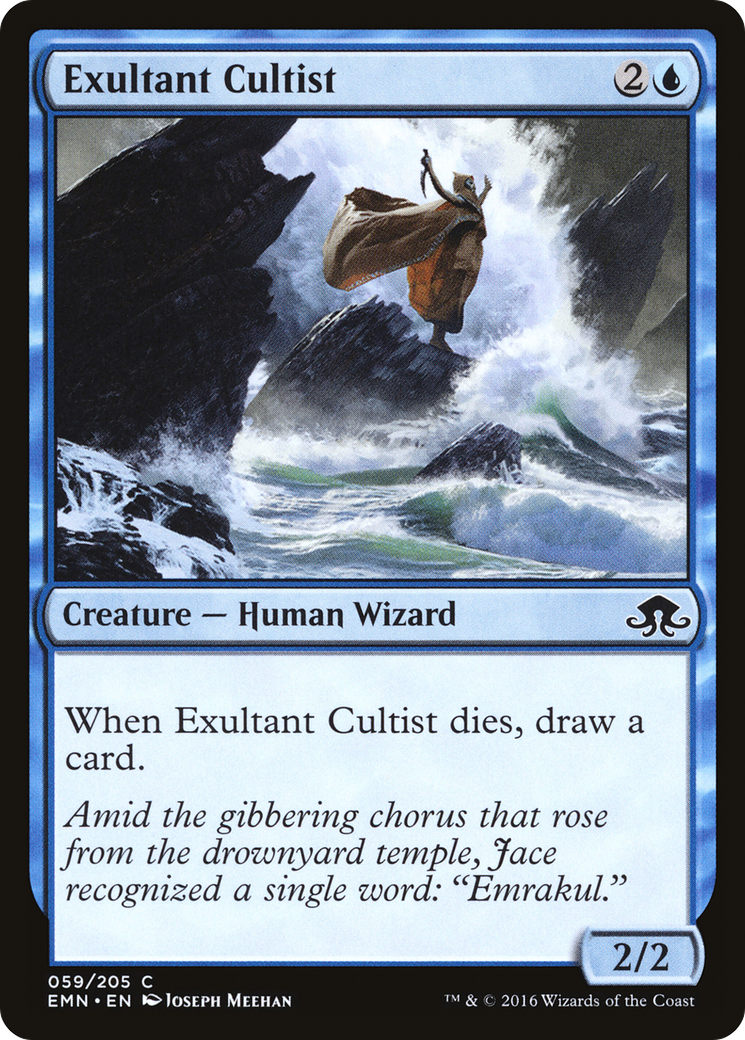 Exultant Cultist 2
Creature — Human Wizard
When Exultant Cultist dies, draw a
card.
Amid the gibbering chorus that rose
from the drownyard temple, Jace
recognized a single word: “Emrakul.”
2/2
059/205 C
EMN • EN Joseph Meehan
™ & © 2016 Wizards of the Coast